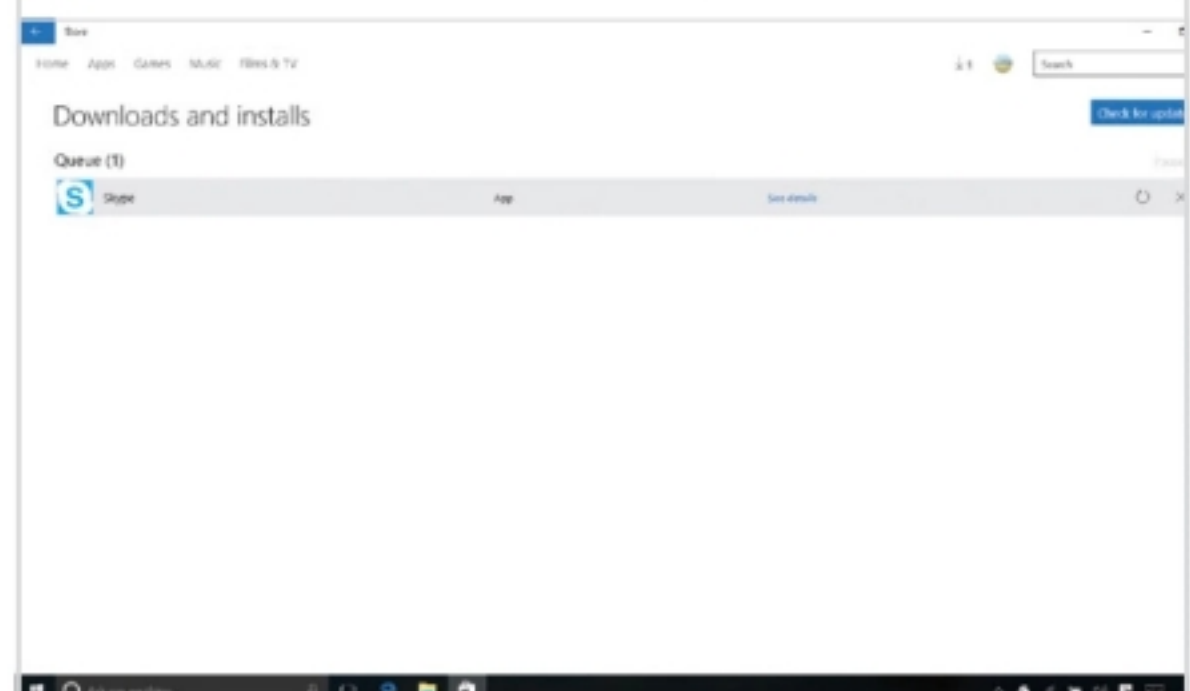 Store
Home Apps Games Music Films & TV
1 Search
Downloads and installs
Check for updat
Queue (1)
Skype App See details